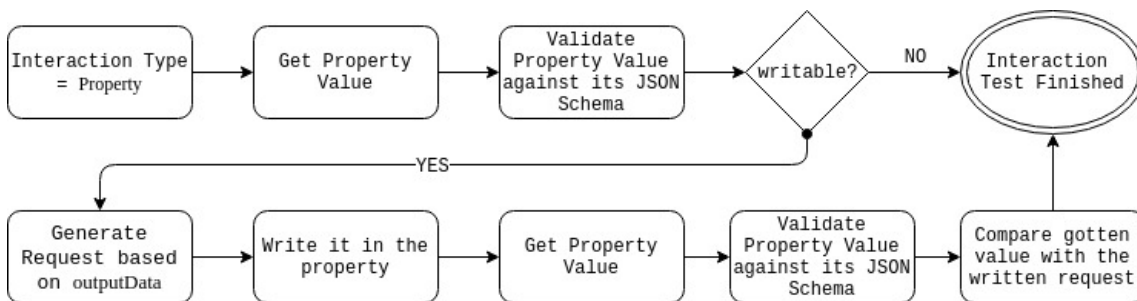 Interaction Type
= Property
Get Property
Value
Validate
Property Value
against its JSON
Schema
writable?
NO
Interaction
Test Finished
YES
Generate
Request based
on outputData
Write it in the
property
Get Property
Value
Validate
Property Value
against its JSON
Schema
Compare gotten
value with the
written request